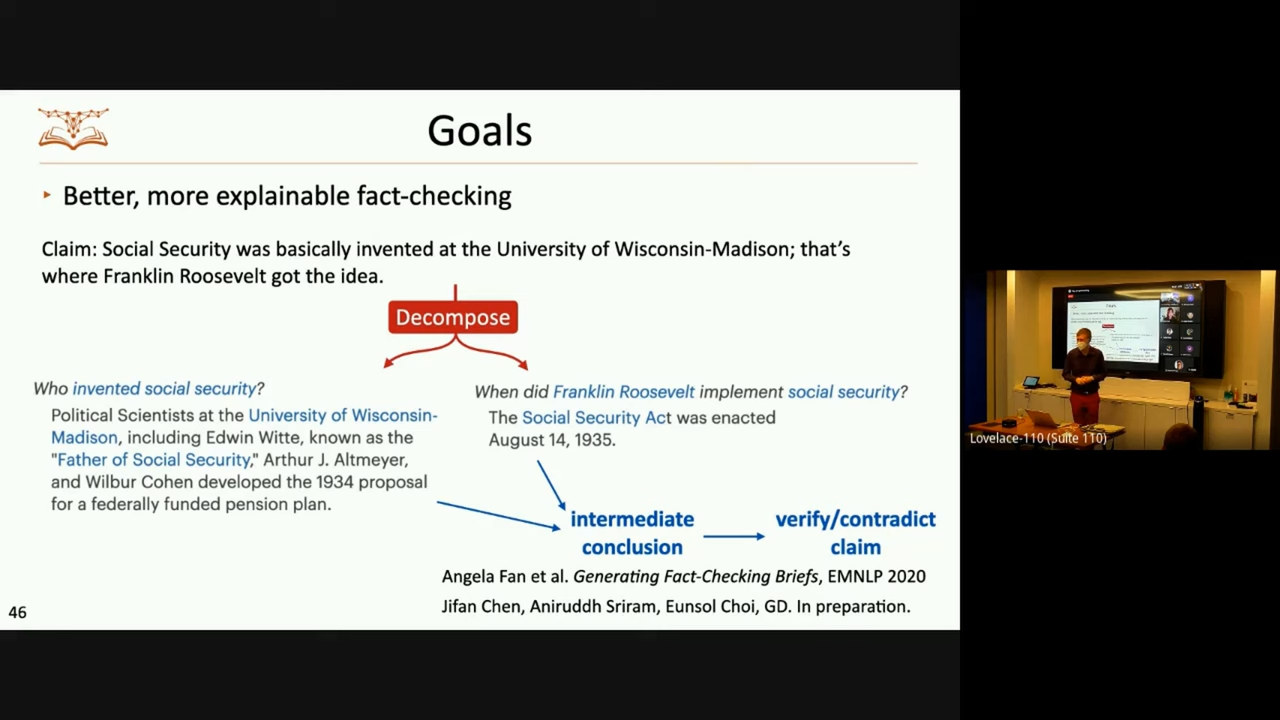 Goals
‣ Better, more explainable fact-checking
Claim: Social Security was basically invented at the University of Wisconsin-Madison; that’s
where Franklin Roosevelt got the idea.
Decompose
Who invented social security?
Political Scientists at the University of Wisconsin-
Madison, including Edwin Witte, known as the
"Father of Social Security," Arthur J. Altmeyer,
and Wilbur Cohen developed the 1934 proposal
for a federally funded pension plan.
When did Franklin Roosevelt implement social security?
The Social Security Act was enacted
August 14, 1935.
intermediate
conclusion
verify/contradict
claim
Angela Fan et al. Generating Fact-Checking Briefs, EMNLP 2020
Jifan Chen, Aniruddh Sriram, Eunsol Choi, GD. In preparation.
46
Lovelace-110 (Suite 110)